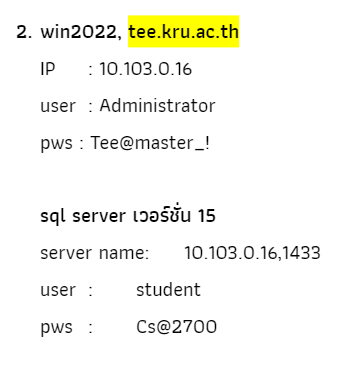 2. win2022, tee.kru.ac.th
IP : 10.103.0.16
user : Administrator
pws : Tee@master_!
sql server เวอร์ชั่น 15
server name: 10.103.0.16,1433
user : student
pws : Cs@2700